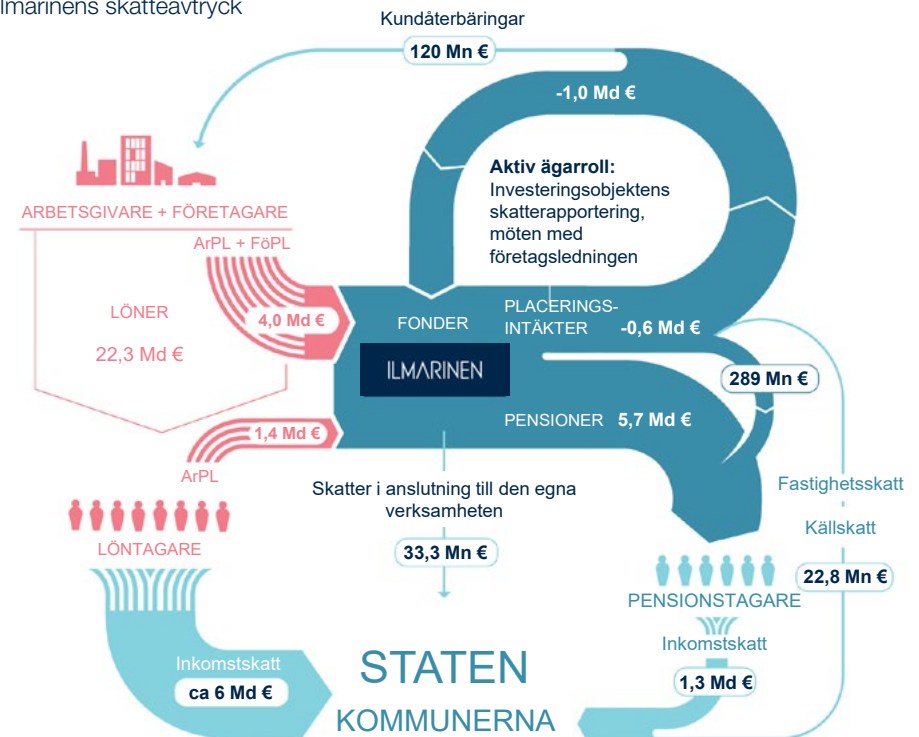 lmarinens skatteavtryck
Kundåterbäringar
120 Mn €
-1,0 Md €
Aktiv ägarroll:
Investeringsobjektens
skatterapportering,
möten med
företagsledningen
ARBETSGIVARE + FÖRETAGARE
ArPL + FöPL
LÖNER
22,3 Md €
4,0 Md €
FONDER
PLACERINGS-
INTÄKTER -0,6 Md €
ILMARINEN
289 Mn €
PENSIONER 5,7 Md €
1,4 Md €
ArPL
Skatter i anslutning till den egna
verksamheten
33,3 Mn €
LÖNTAGARE
Fastighetsskatt
Källskatt
22,8 Mn €
PENSIONSTAGARE
Inkomstskatt
1,3 Md €
Inkomstskatt
ca 6 Md €
STATEN
KOMMUNERNA